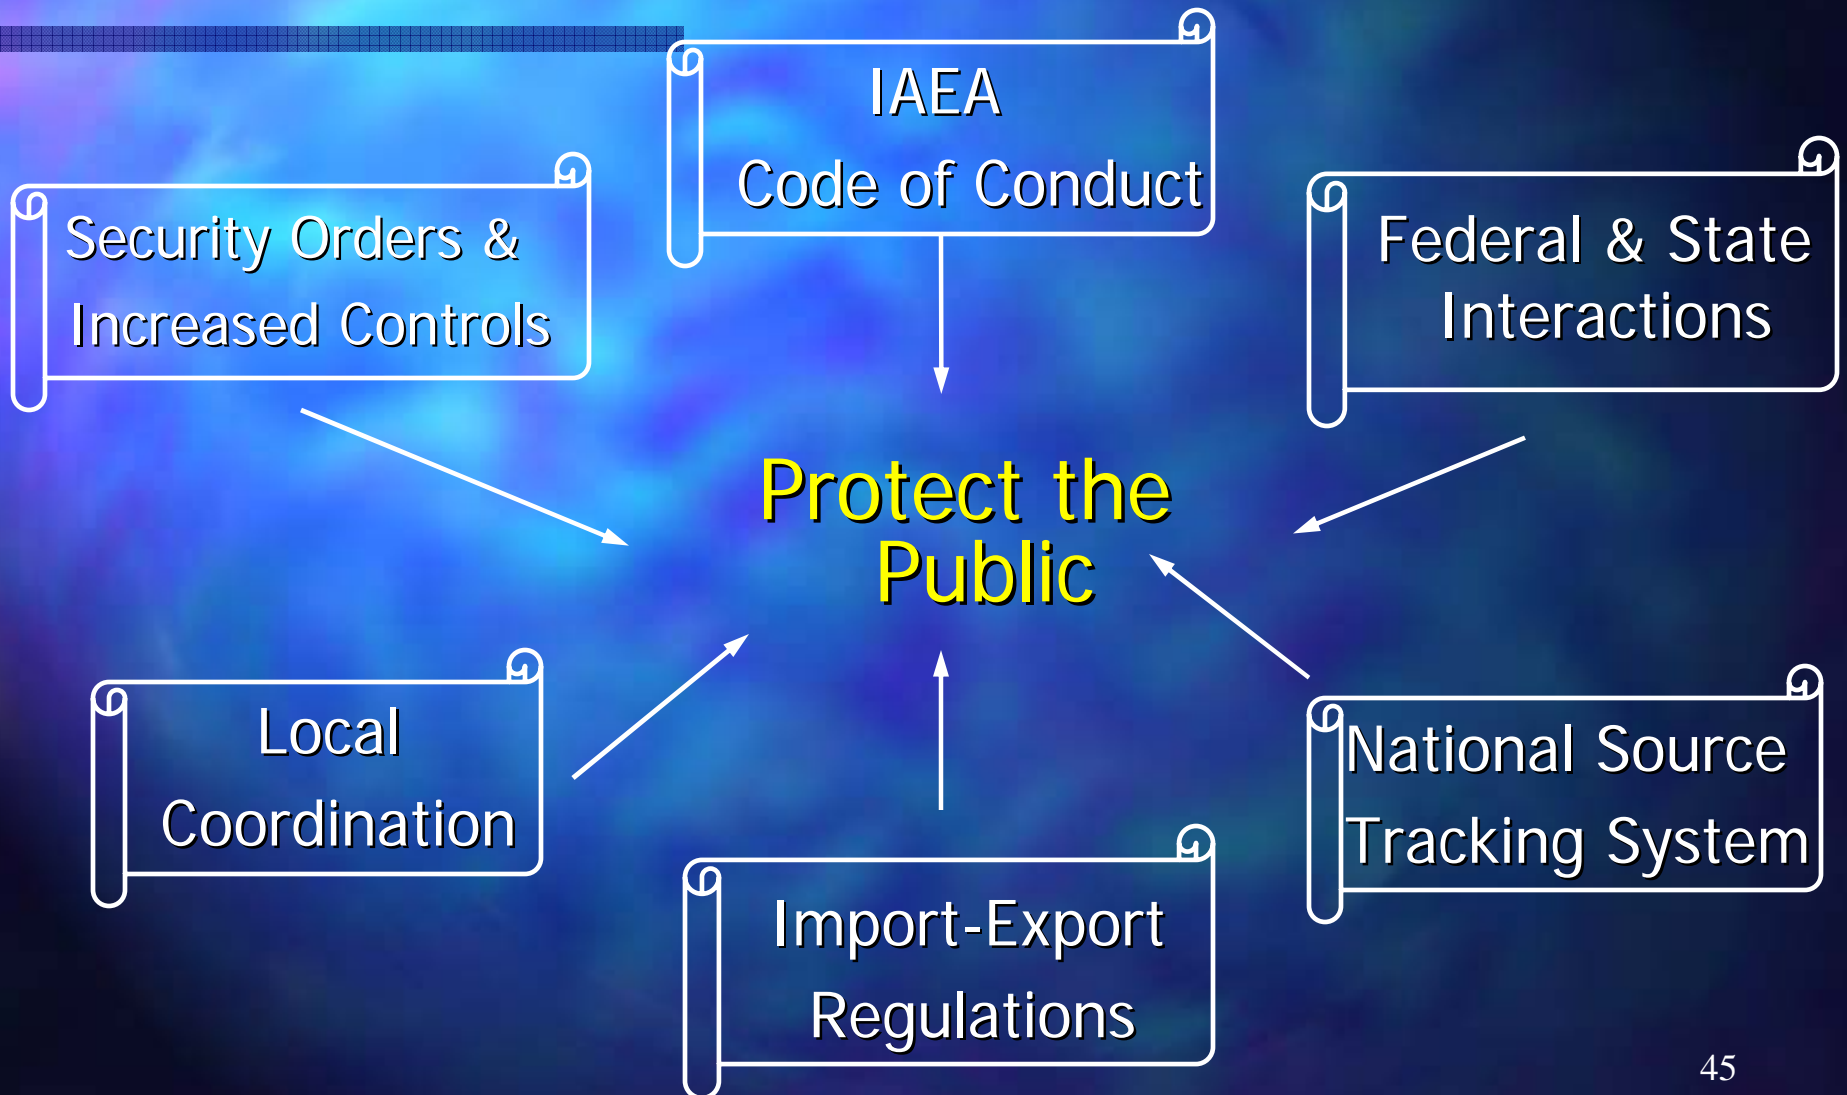 IAEA
Code of Conduct
Security Orders &
Increased Controls
Federal & State
Interactions
Protect the
Public
Local
Coordination
National Source
Tracking System
Import-Export
Regulations
45